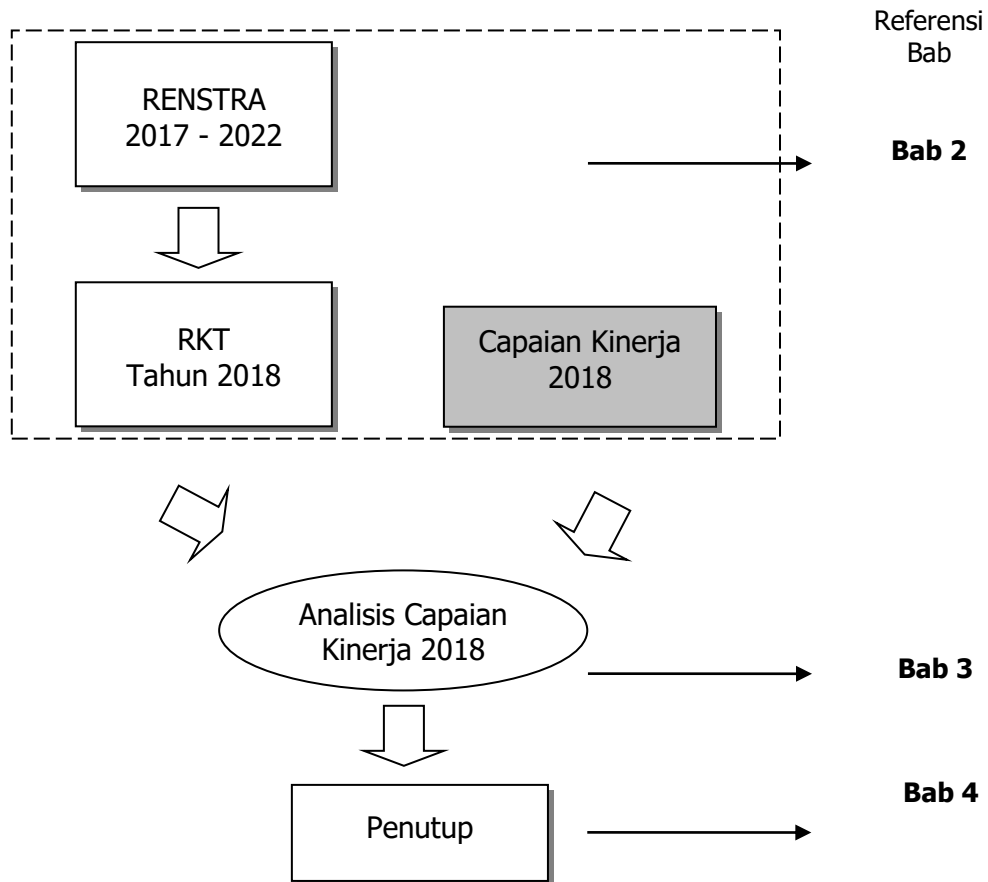 Referensi
Bab
RENSTRA
2017 - 2022
Bab 2
RKT
Tahun 2018
Capaian Kinerja
2018
Analisis Capaian
Kinerja 2018
Bab 3
Penutup
Bab 4